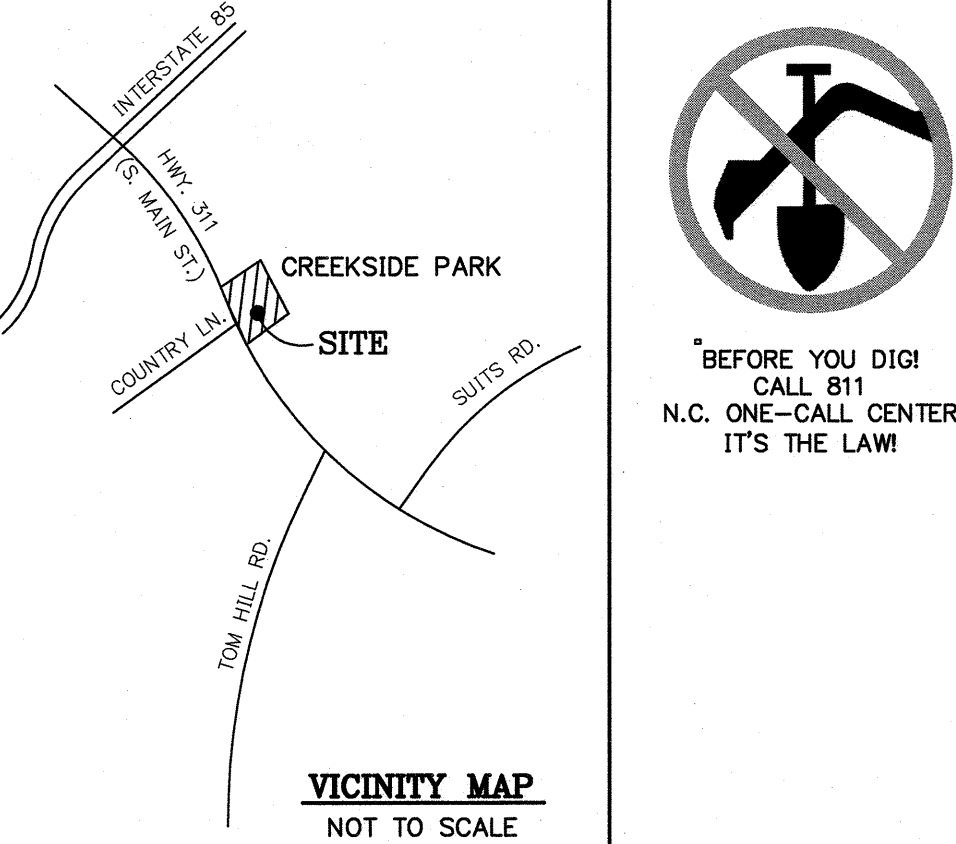 INTERSTATE 85
HWY. 311
(S. MAIN ST.)
CREEKSIDE PARK
SITE
COUNTRY LN.
SUITS RD.
TOM HILL RD.
VICINITY MAP
NOT TO SCALE
BEFORE YOU DIG!
CALL 811
N.C. ONE-CALL CENTER
IT'S THE LAW!